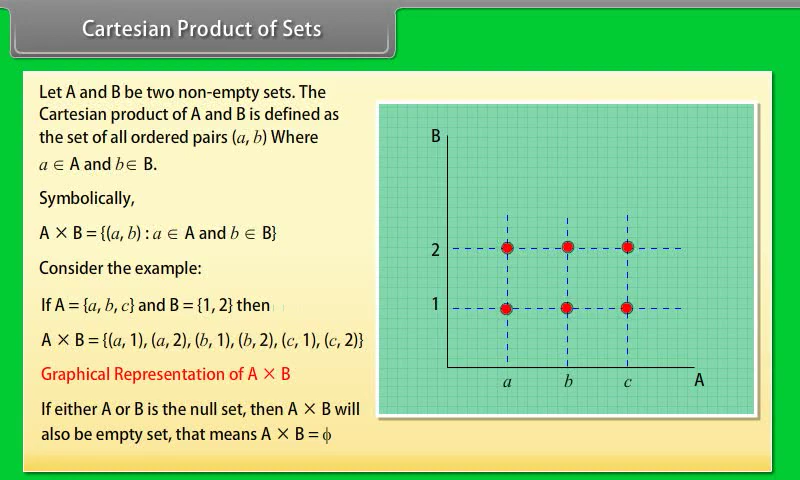 Cartesian Product of Sets
Let A and B be two non-empty sets. The
Cartesian product of A and B is defined as
the set of all ordered pairs (a, b) Where
a ∈ A and b∈ B.
Symbolically,
A × B = {(a, b) : a ∈ A and b ∈ B}
Consider the example:
If A = {a, b, c} and B = {1, 2} then
A × B = {(a, 1), (a, 2), (b, 1), (b, 2), (c, 1), (c, 2)}
Graphical Representation of A × B
If either A or B is the null set, then A × B will
also be empty set, that means A × B = ϕ
B
2
1
a b c A